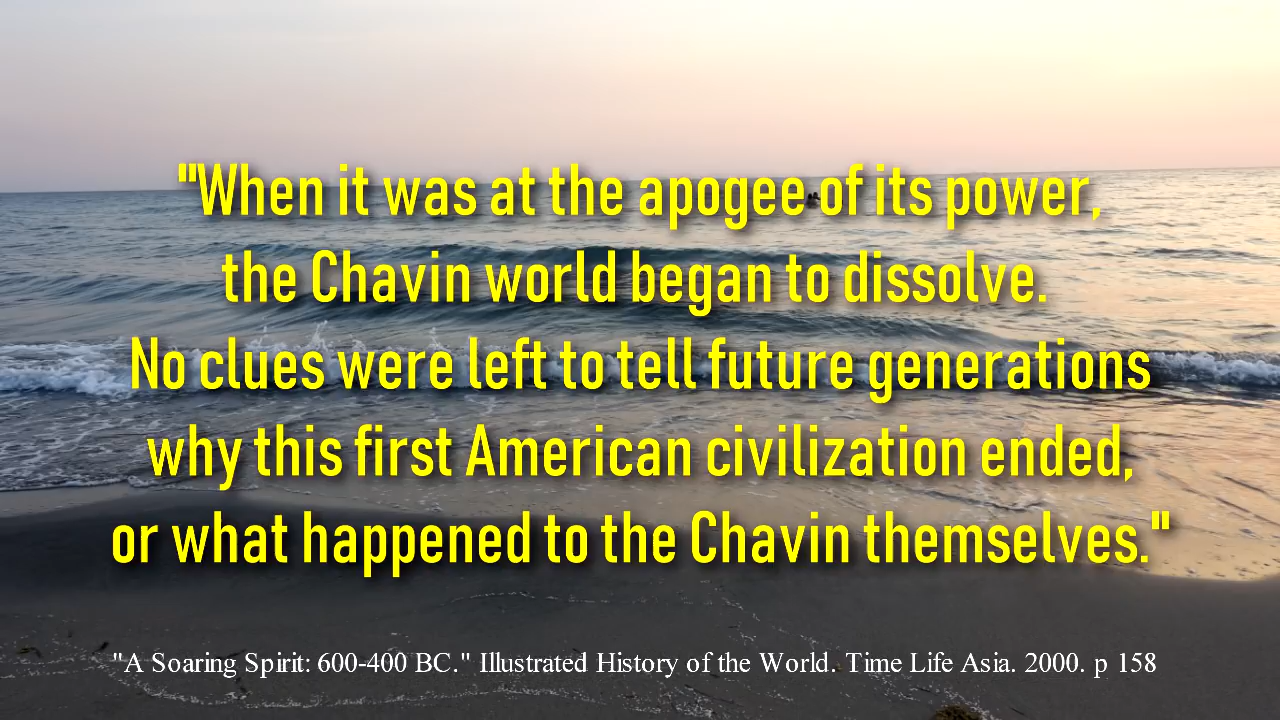 "When it was at the apogee of its power,
the Chavin world began to dissolve.
No clues were left to tell future generations
why this first American civilization ended,
or what happened to the Chavin themselves."
"A Soaring Spirit: 600-400 BC." Illustrated History of the World. Time Life Asia. 2000. p 158